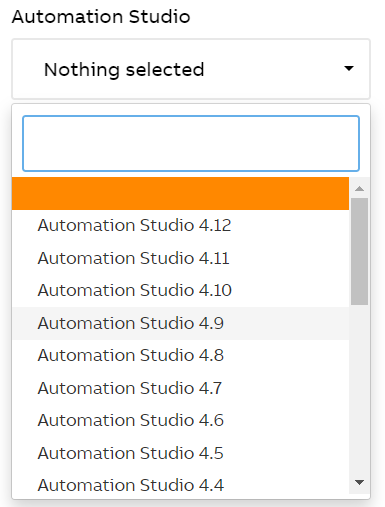 Automation Studio
Nothing selected
Automation Studio 4.12
Automation Studio 4.11
Automation Studio 4.10
Automation Studio 4.9
Automation Studio 4.8
Automation Studio 4.7
Automation Studio 4.6
Automation Studio 4.5
Automation Studio 4.4